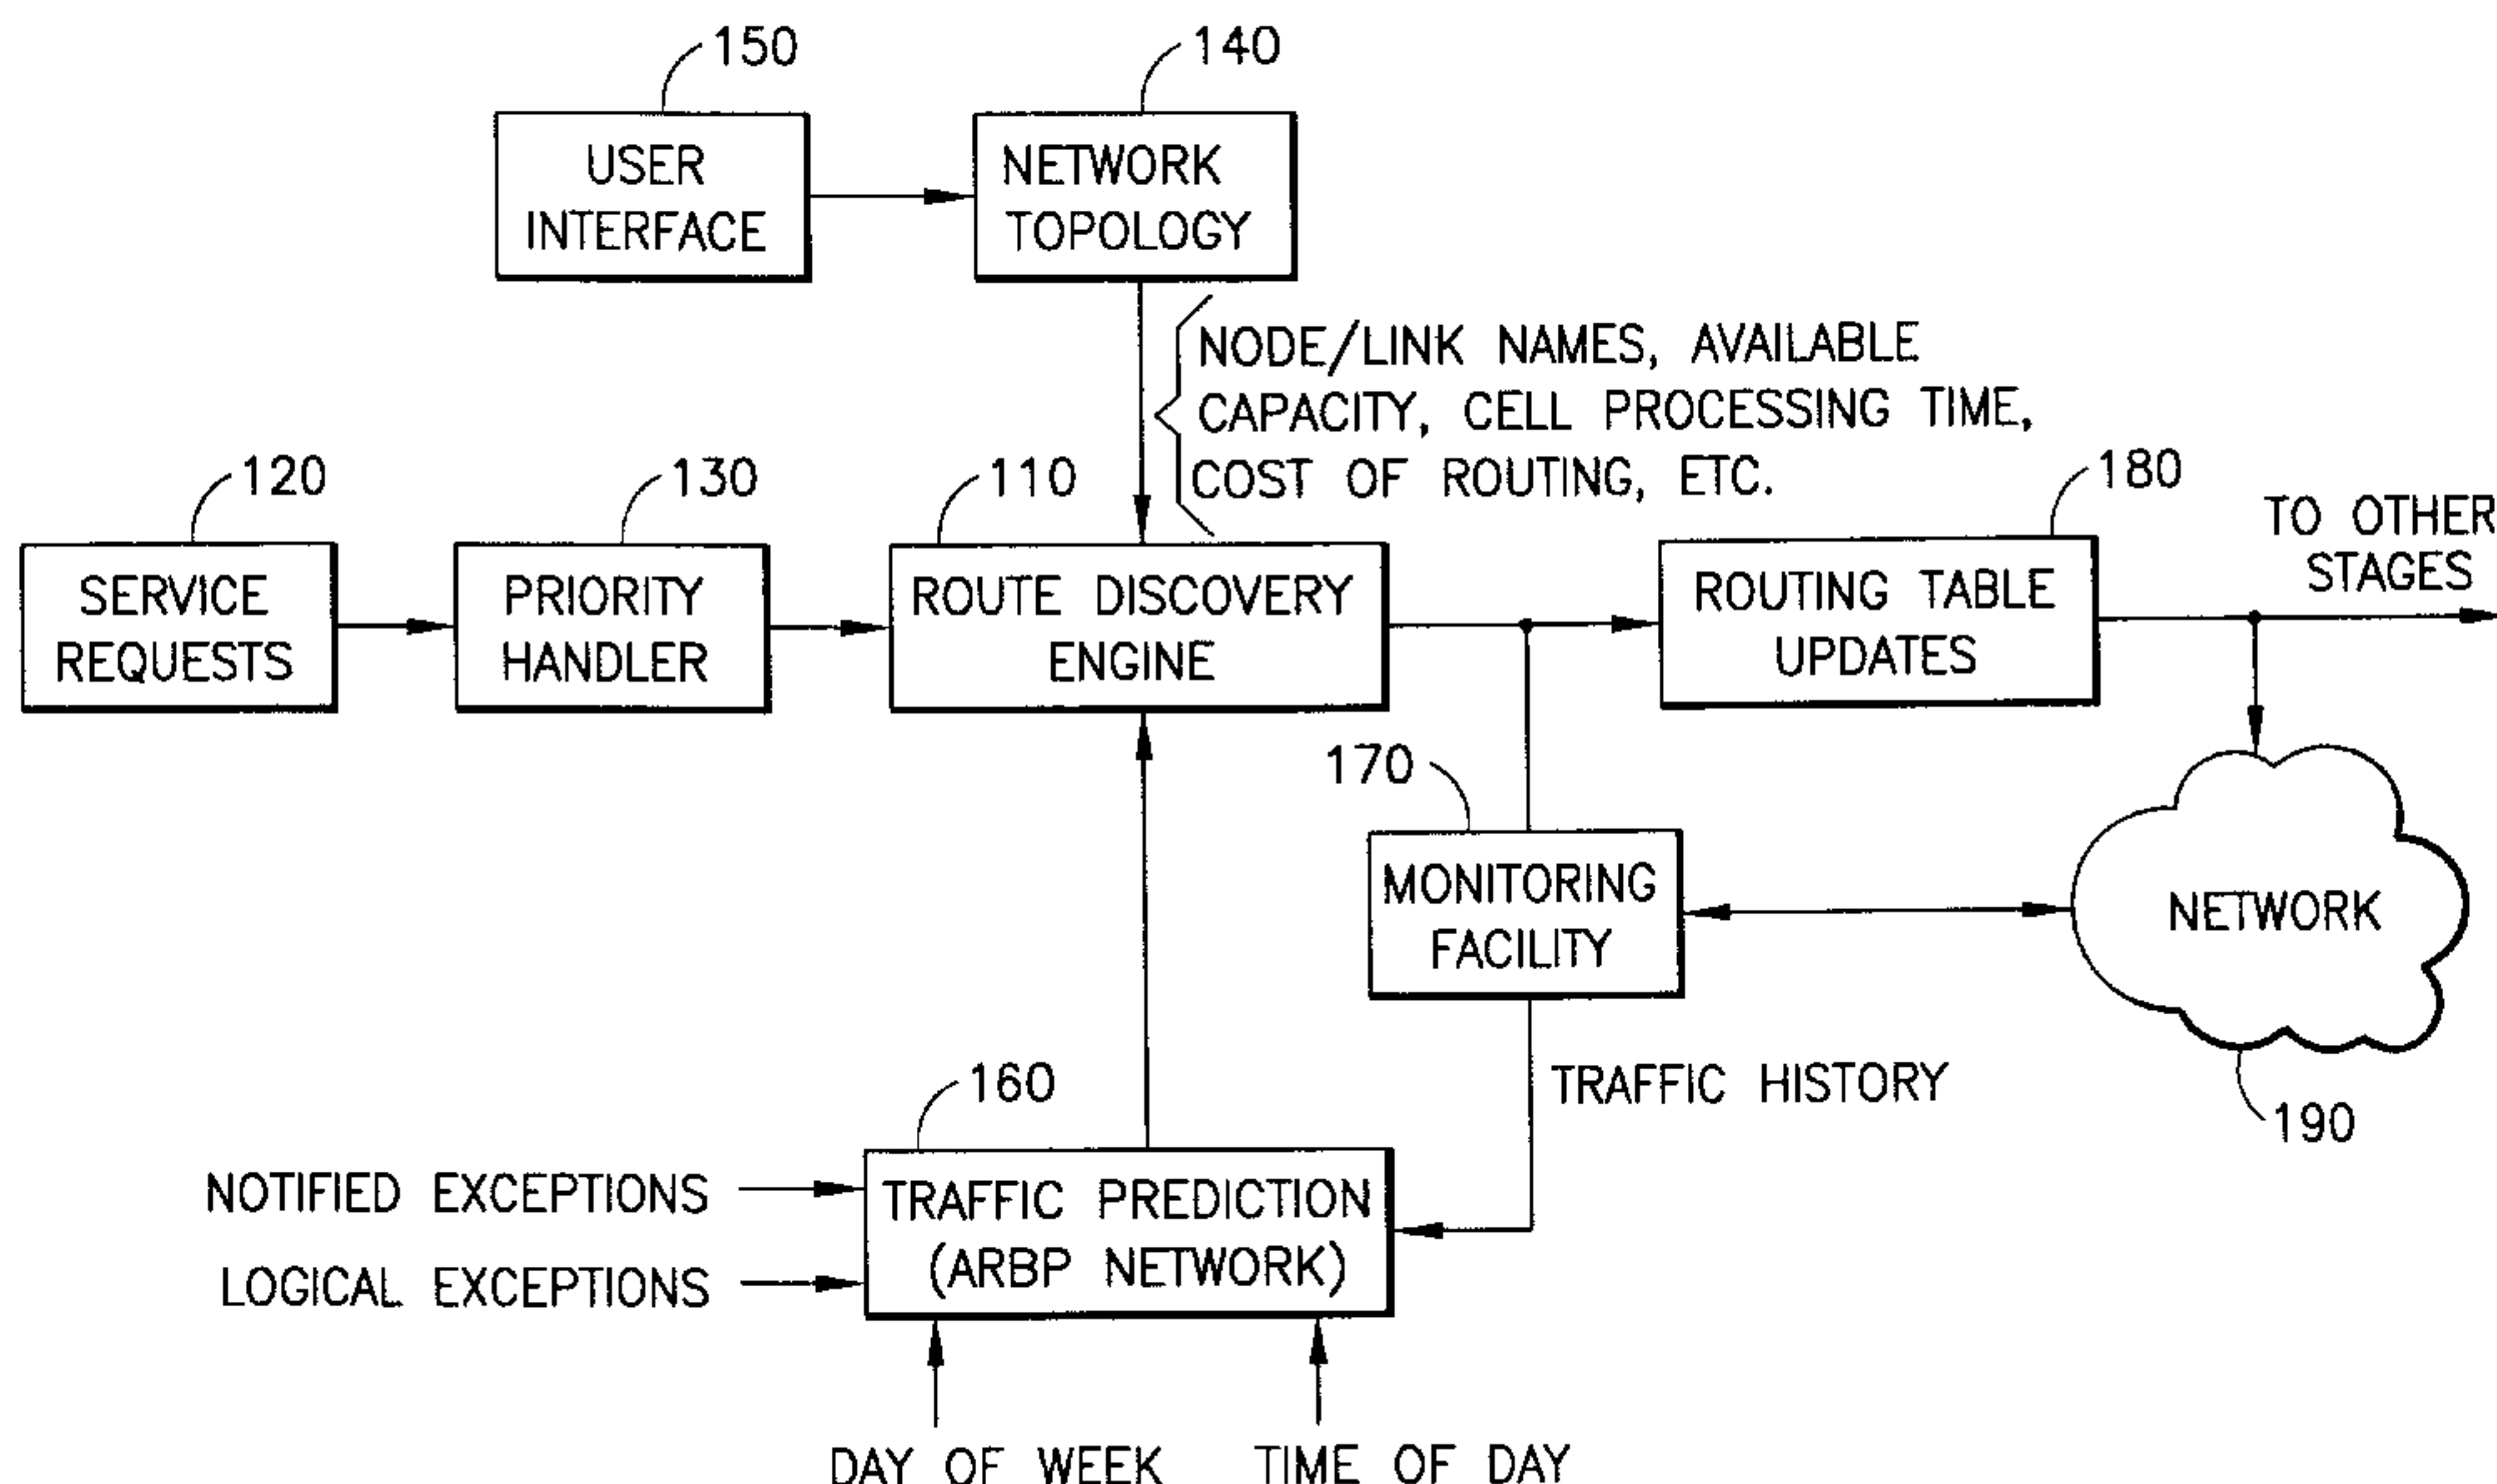 150
140
USER
INTERFACE
NETWORK
TOPOLOGY
NODE/LINK NAMES, AVAILABLE
CAPACITY, CELL PROCESSING TIME,
COST OF ROUTING, ETC.
120
130
110
180
TO OTHER
STAGES
SERVICE
REQUESTS
PRIORITY
HANDLER
ROUTE DISCOVERY
ENGINE
ROUTING TABLE
UPDATES
170
MONITORING
FACILITY
NETWORK
190
TRAFFIC HISTORY
160
NOTIFIED EXCEPTIONS
LOGICAL EXCEPTIONS
TRAFFIC PREDICTION
(ARBP NETWORK)
DAY OF WEEK
TIME OF DAY